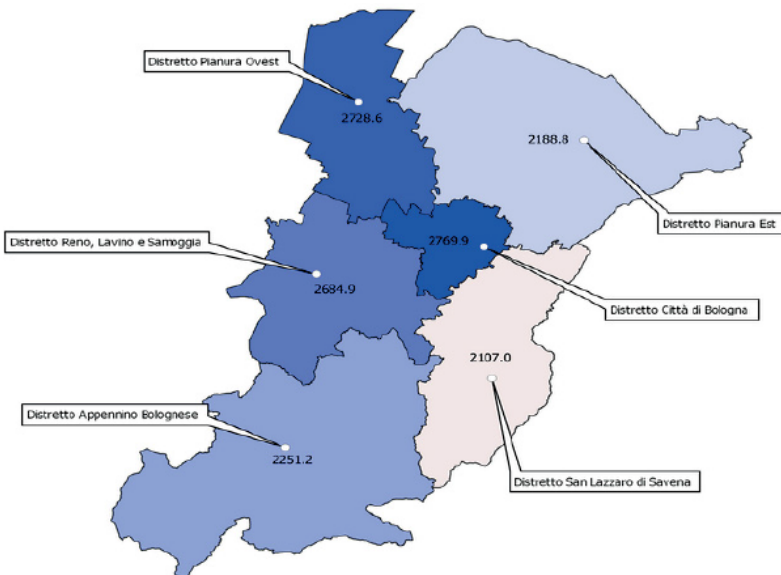 Distretto Pianura Ovest
2728.6
2188.8
Distretto Pianura Est
Distretto Reno, Lavino e Samoggia
2769.9
2684.9
Distretto Città di Bologna
2107.0
Distretto Appennino Bolognese
2251.2
Distretto San Lazzaro di Savena